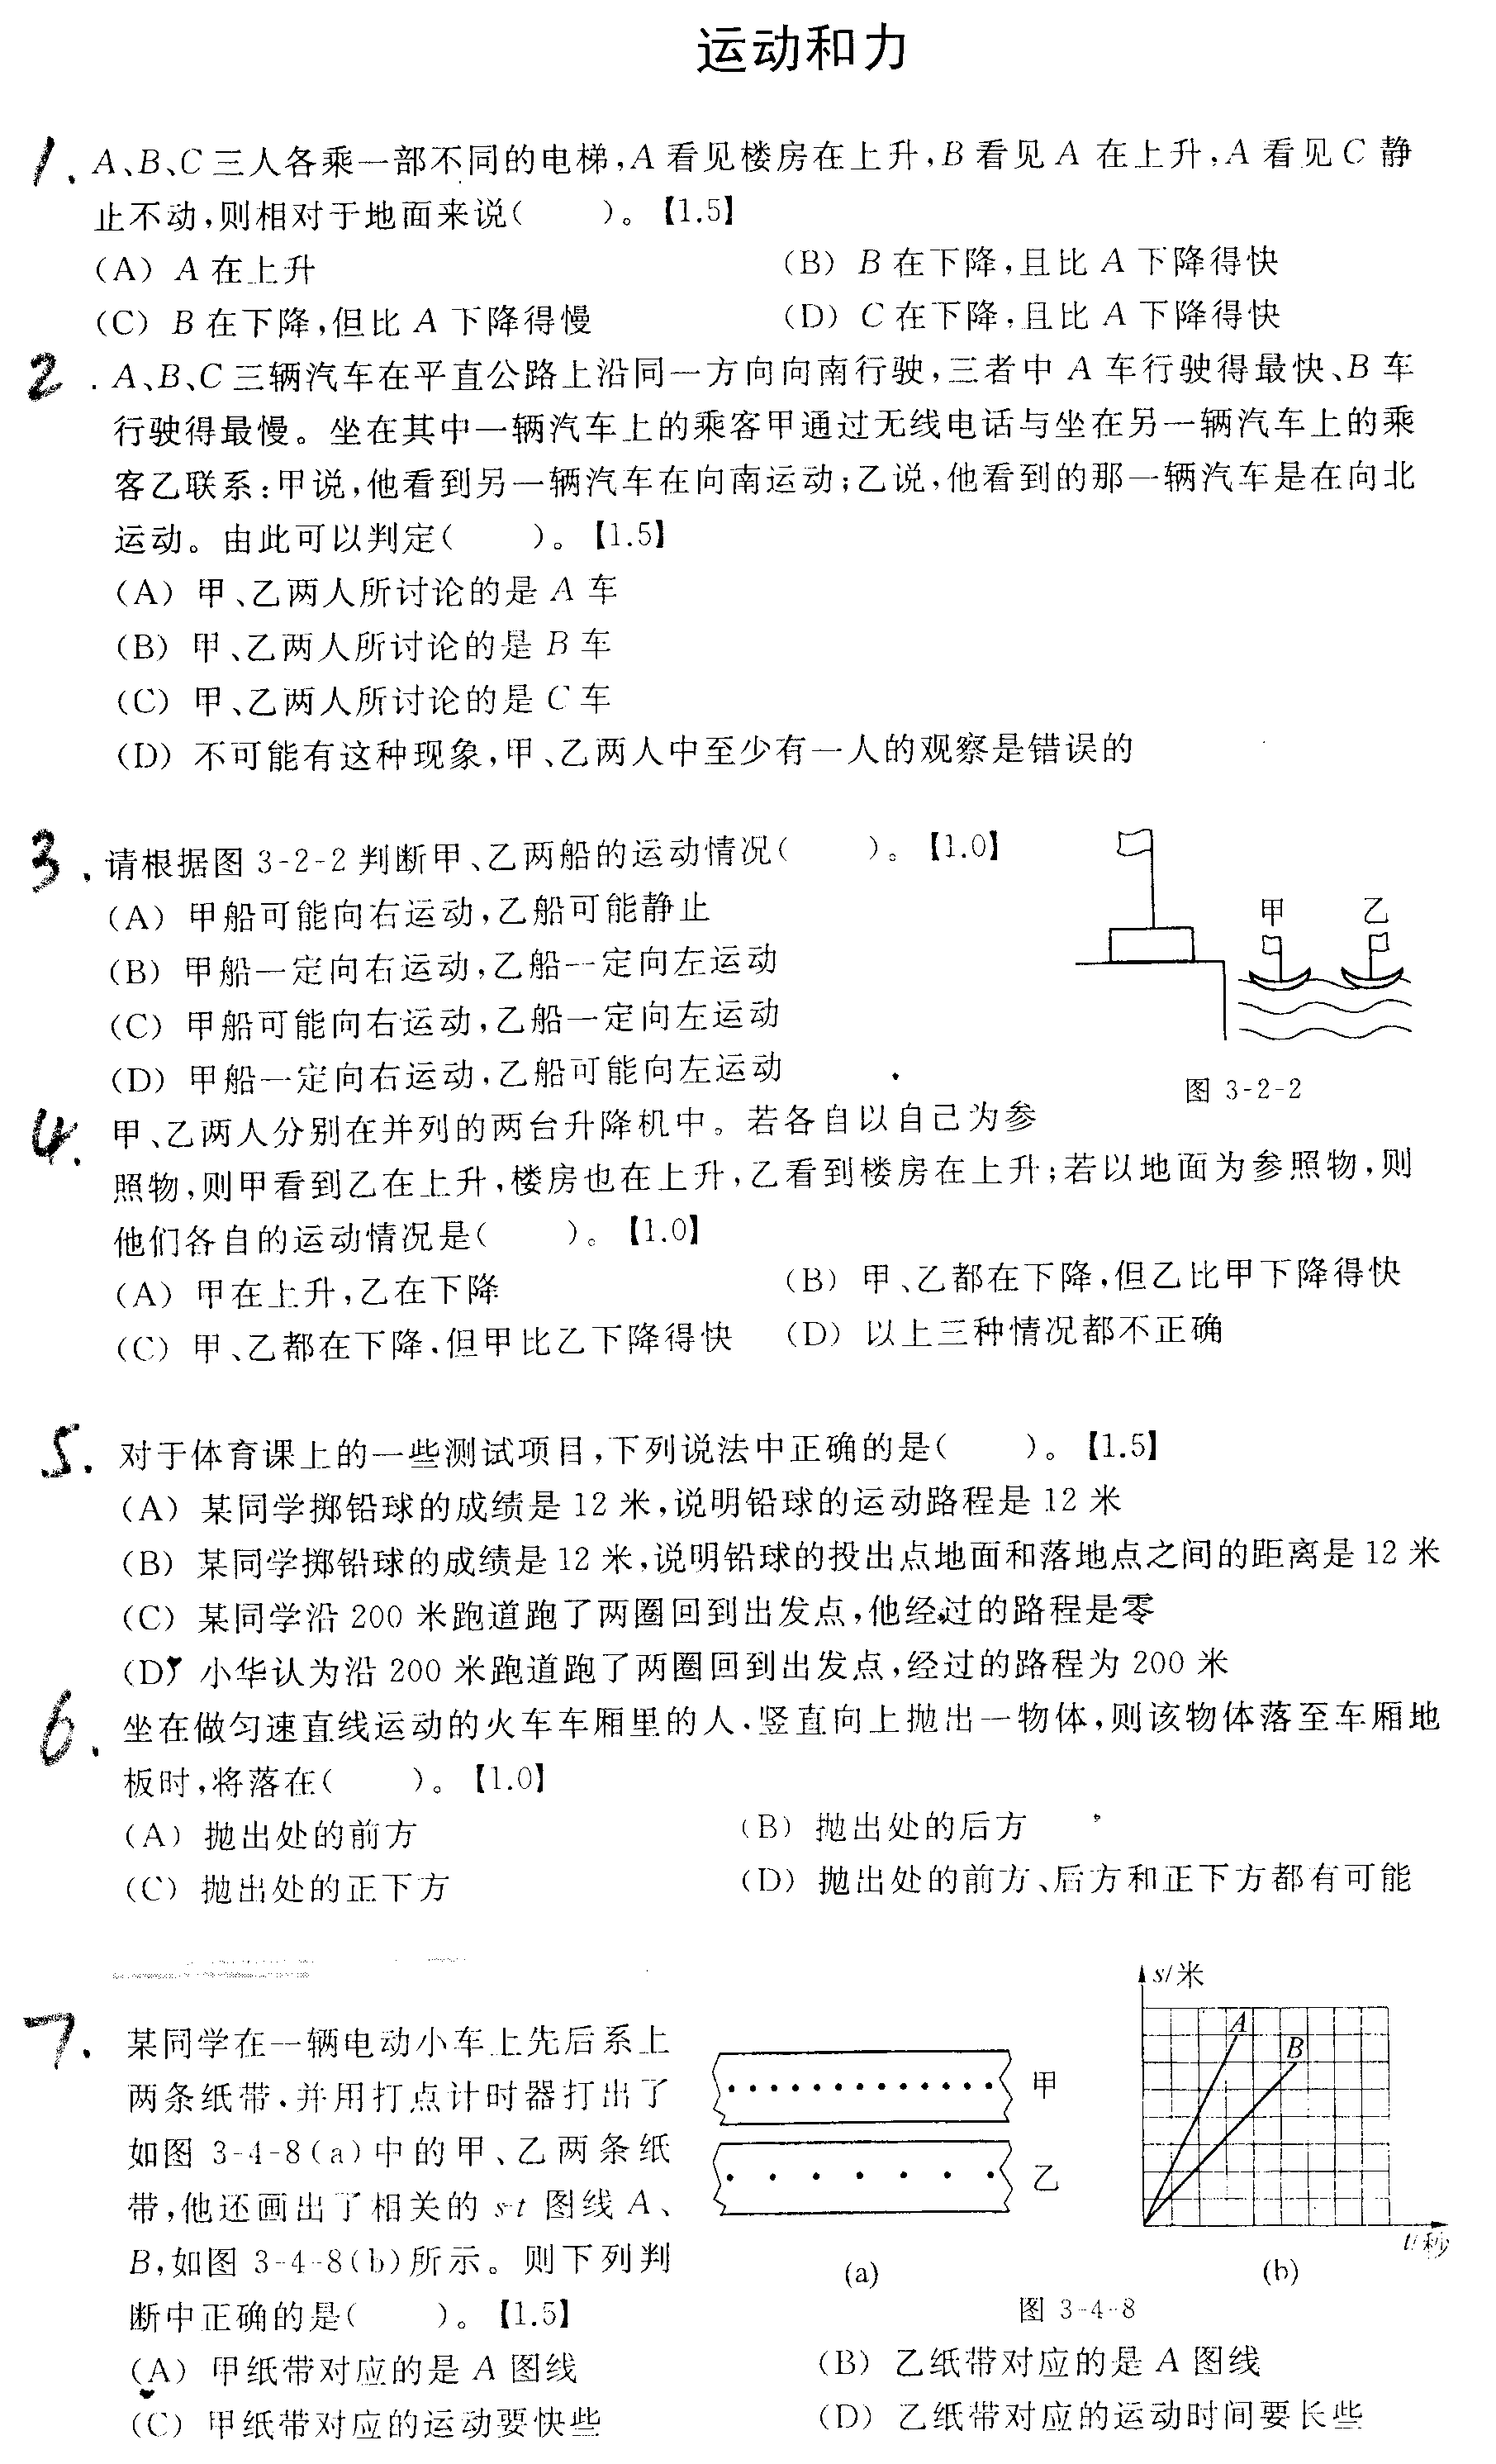 运动和力
1. A、B、C三人各乘一部不同的电梯,A看见楼房在上升,B看见A在上升,A看见C静
止不动,则相对于地面来说(  )。【1.5】
(A) A在上升 (B) B在下降,且比A下降得快
(C) B在下降,但比A下降得慢 (D) C在下降,且比A下降得快
2. A、B、C三辆汽车在平直公路上沿同一方向向南行驶,三者中A车行驶得最快、B车
行驶得最慢。坐在其中一辆汽车上的乘客甲通过无线电话与坐在另一辆汽车上的乘
客乙联系:甲说,他看到另一辆汽车在向南运动;乙说,他看到的那一辆汽车是在向北
运动。由此可以判定(  )。【1.5】
(A) 甲、乙两人所讨论的是A车
(B) 甲、乙两人所讨论的是B车
(C) 甲、乙两人所讨论的是C车
(D) 不可能有这种现象,甲、乙两人中至少有一人的观察是错误的
3. 请根据图3-2-2判断甲、乙两船的运动情况(  )。【1.0】
(A) 甲船可能向右运动,乙船可能静止
(B) 甲船一定向右运动,乙船一定向左运动
(C) 甲船可能向右运动,乙船一定向左运动
(D) 甲船一定向右运动,乙船可能向左运动
甲 乙
图 3-2-2
4. 甲、乙两人分别在并列的两台升降机中。若各自以自己为参
照物,则甲看到乙在上升,楼房也在上升,乙看到楼房在上升;若以地面为参照物,则
他们各自的运动情况是(  )。【1.0】
(A) 甲在上升,乙在下降 (B) 甲、乙都在下降,但乙比甲下降得快
(C) 甲、乙都在下降,但甲比乙下降得快 (D) 以上三种情况都不正确
5. 对于体育课上的一些测试项目,下列说法中正确的是(  )。【1.5】
(A) 某同学掷铅球的成绩是12米,说明铅球的运动路程是12米
(B) 某同学掷铅球的成绩是12米,说明铅球的投出点地面和落地点之间的距离是12米
(C) 某同学沿200米跑道跑了两圈回到出发点,他经过的路程是零
(D) 小华认为沿200米跑道跑了两圈回到出发点,经过的路程为200米
6. 坐在做匀速直线运动的火车车厢里的人,竖直向上抛出一物体,则该物体落至车厢地
板时,将落在(  )。【1.0】
(A) 抛出处的前方 (B) 抛出处的后方
(C) 抛出处的正下方 (D) 抛出处的前方、后方和正下方都有可能
7. 某同学在一辆电动小车上先后系上
两条纸带,并用打点计时器打出了
如图3-4-8(a)中的甲、乙两条纸
带,他还画出了相关的s-t图线A、
B,如图3-4-8(b)所示。则下列判
断中正确的是(  )。【1.5】
甲
乙
(a)
s/米
A
B
t/秒
(b)
图 3-4-8
(A) 甲纸带对应的是A图线 (B) 乙纸带对应的是A图线
(C) 甲纸带对应的运动要快些 (D) 乙纸带对应的运动时间要长些